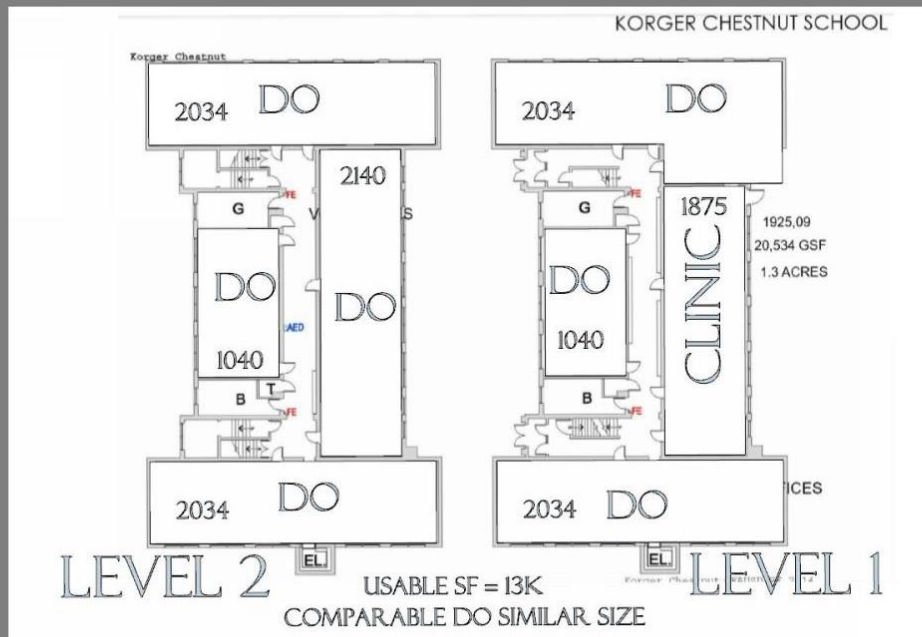 KORGER CHESTNUT SCHOOL
Korger Chestnut
2034 DO
2034 DO
FE
FE
2140
1875
G
G
1925,09
20,534 GSF
1.3 ACRES
DO
DO
DO
CLINIC
AED
1040
1040
T
B
B
FE
FE
2034 DO
2034 DO
ICES
EL.
EL.
LEVEL 2
LEVEL 1
USABLE SF = 13K
COMPARABLE DO SIMILAR SIZE